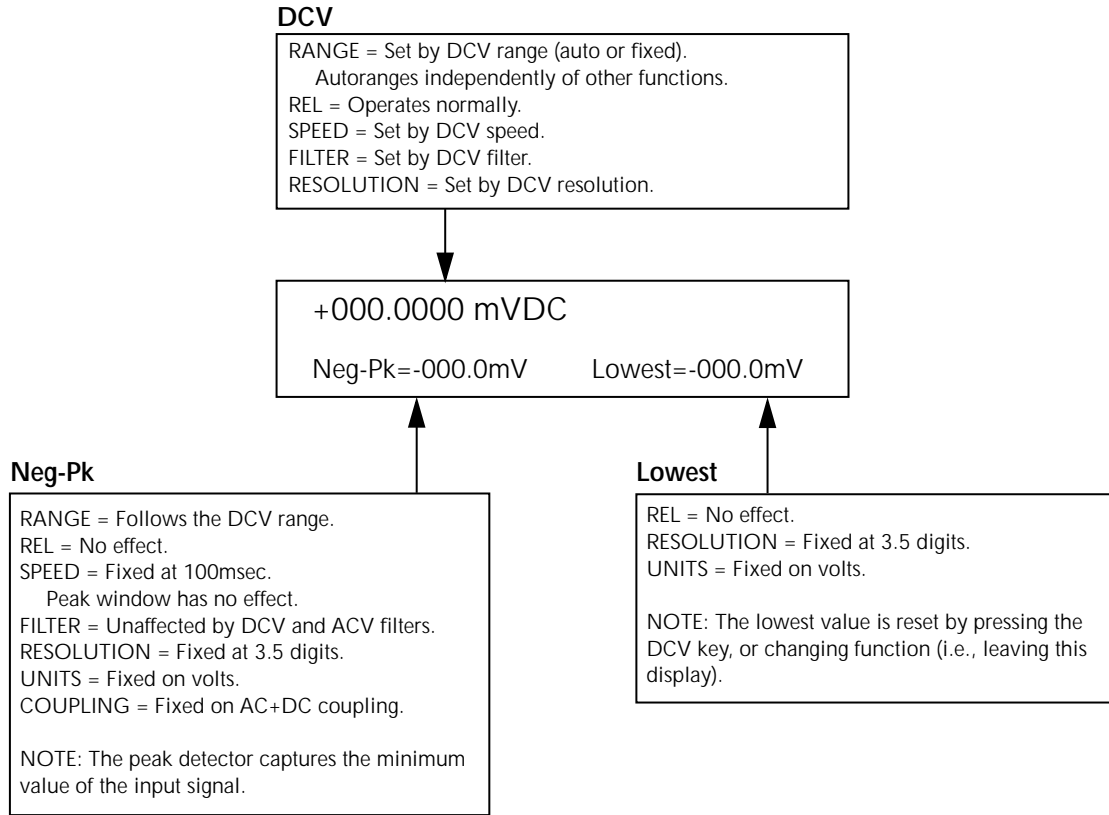 DCV
RANGE = Set by DCV range (auto or fixed).
Autoranges independently of other functions.
REL = Operates normally.
SPEED = Set by DCV speed.
FILTER = Set by DCV filter.
RESOLUTION = Set by DCV resolution.
+000.0000 mVDC
Neg-Pk=-000.0mV Lowest=-000.0mV
Neg-Pk
RANGE = Follows the DCV range.
REL = No effect.
SPEED = Fixed at 100msec.
Peak window has no effect.
FILTER = Unaffected by DCV and ACV filters.
RESOLUTION = Fixed at 3.5 digits.
UNITS = Fixed on volts.
COUPLING = Fixed on AC+DC coupling.
NOTE: The peak detector captures the minimum
value of the input signal.
Lowest
REL = No effect.
RESOLUTION = Fixed at 3.5 digits.
UNITS = Fixed on volts.
NOTE: The lowest value is reset by pressing the
DCV key, or changing function (i.e., leaving this
display).